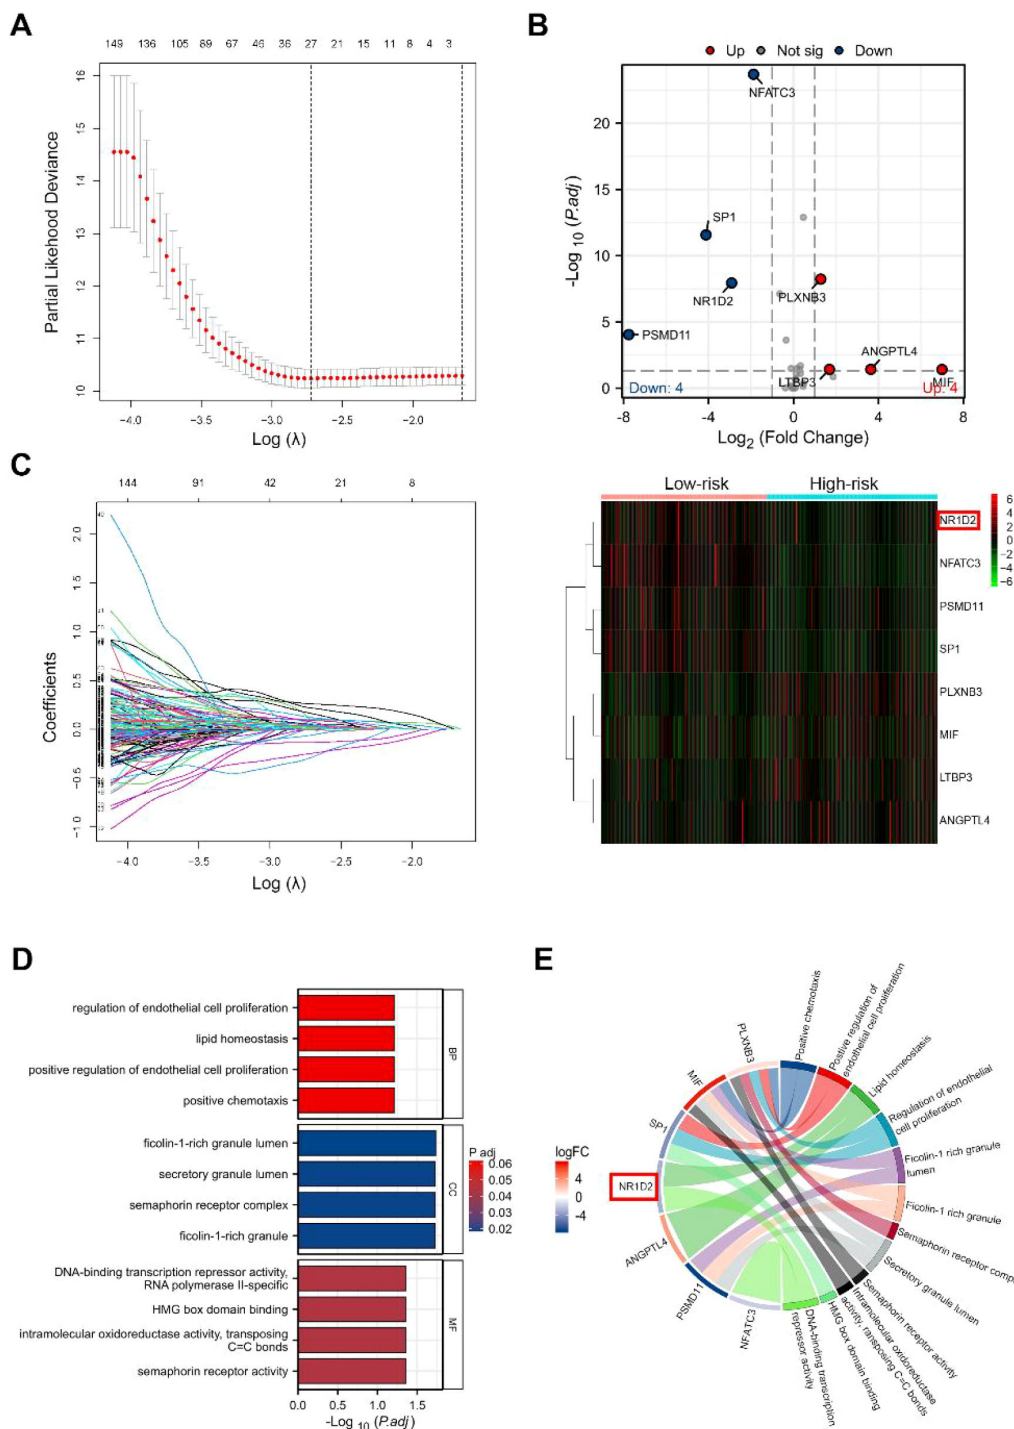 A
149 136 105 89 67 46 36 27 21 15 11 8 4 3
16
15
14
13
12
11
10
Partial Likehood Deviance
−4.0 −3.5 −3.0 −2.5 −2.0
Log (λ)
B
Up Not sig Down
NFATC3
SP1
NR1D2
PLXNB3
PSMD11
ANGPTL4
LTBP3
MIF
Down: 4
Up: 4
20
15
10
5
0
-Log 10 (P.adj)
-8 -4 0 4 8
Log2 (Fold Change)
C
144 91 42 21 8
2.0
1.5
1.0
0.5
0.0
−0.5
−1.0
Coefficients
−4.0 −3.5 −3.0 −2.5 −2.0
Log (λ)
Low-risk High-risk
NR1D2
NFATC3
PSMD11
SP1
PLXNB3
MIF
LTBP3
ANGPTL4
6
4
2
0
−2
−4
−6
D
regulation of endothelial cell proliferation
lipid homeostasis
positive regulation of endothelial cell proliferation
positive chemotaxis
BP
ficolin-1-rich granule lumen
secretory granule lumen
semaphorin receptor complex
ficolin-1-rich granule
CC
DNA-binding transcription repressor activity,
RNA polymerase II-specific
HMG box domain binding
intramolecular oxidoreductase activity, transposing
C=C bonds
semaphorin receptor activity
MF
0.0 0.5 1.0 1.5
-Log 10 (P.adj)
P adj
0.06
0.05
0.04
0.03
0.02
E
logFC
4
0
-4
PLXNB3
MIF
SP1
NR1D2
ANGPTL4
PSMD11
NFATC3
Positive chemotaxis
Postive regulation of
endothelial cell proliferation
Lipid homeostasis
Regulation of endothelial
cell proliferation
Ficolin-1 rich granule
lumen
Ficolin-1 rich granule
Semaphorin receptor comp
Secretory granule lumen
Semaphorin receptor activity
Intramolecular oxidoreductase
activity, transposing C=C bonds
HMG box domain binding
DNA-binding transcription
repressor activity